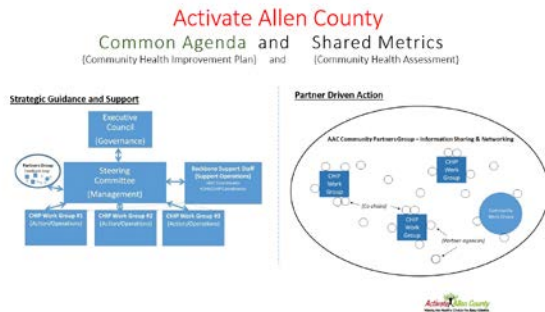 Activate Allen County
Common Agenda and Shared Metrics
(Community Health Improvement Plan) and (Community Health Assessment)
Strategic Guidance and Support
Executive
Council
(Governance)
Partners Group
Steering
Committee
(Management)
Backbone Support Staff
(Support Operations)
CHIP Work Group #1
(Action/Operations)
CHIP Work Group #2
(Action/Operations)
CHIP Work Group #3
(Action/Operations)
Partner Driven Action
AAC Community Partners Group – Information Sharing & Networking
CHIP
Work
Group
CHIP
Work
Group
CHIP
Work
Group
(Co-chairs)
(Partner agencies)
Community
Activate Allen County